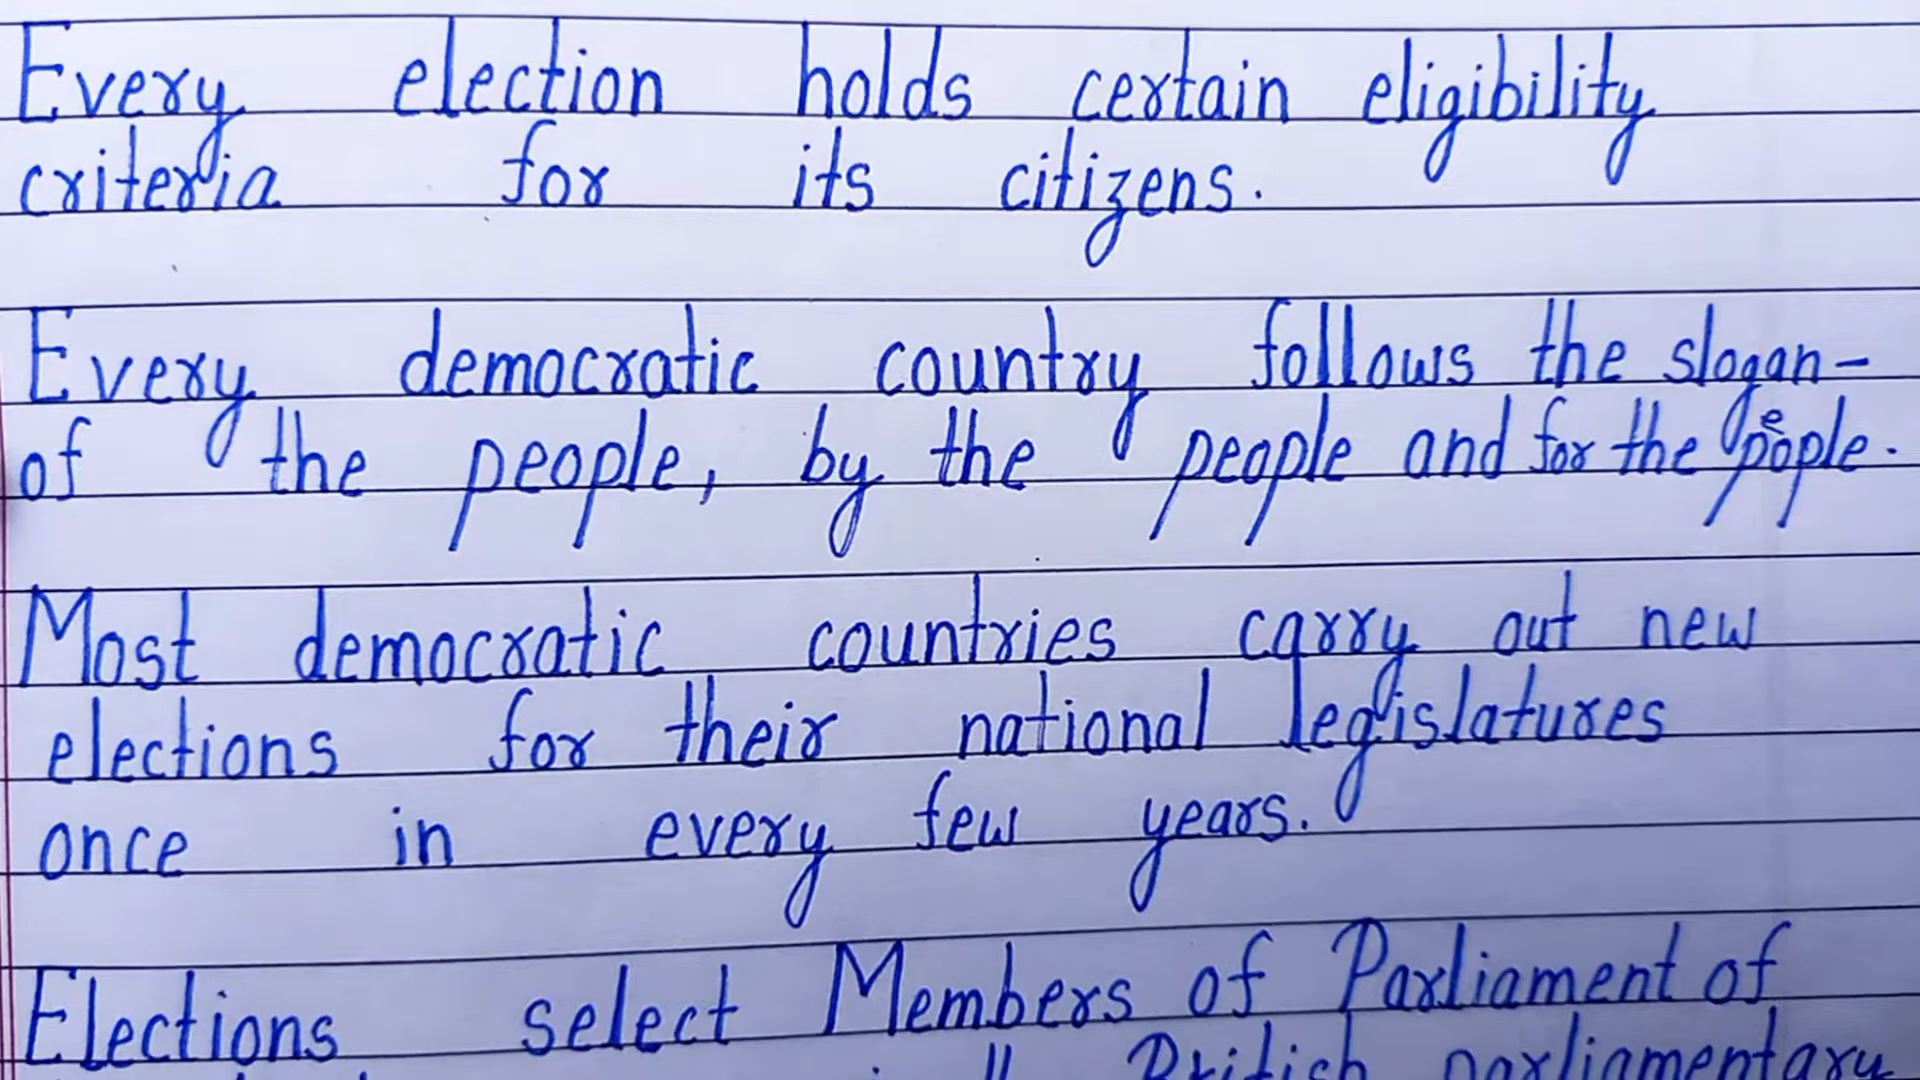 Every election holds certain eligibility
criteria for its citizens.
Every democratic country follows the slogan-
of the people, by the people and for the people.
Most democratic countries carry out new
elections for their national legislatures
once in every few years.
Elections select Members of Parliament of
British parliamentary